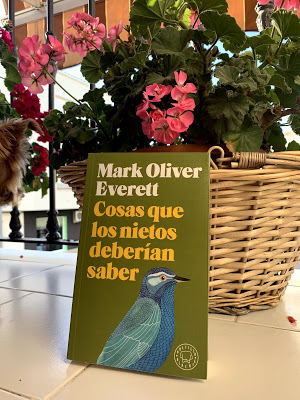 Mark Oliver
Everett
Cosas que
los nietos
deberían
saber